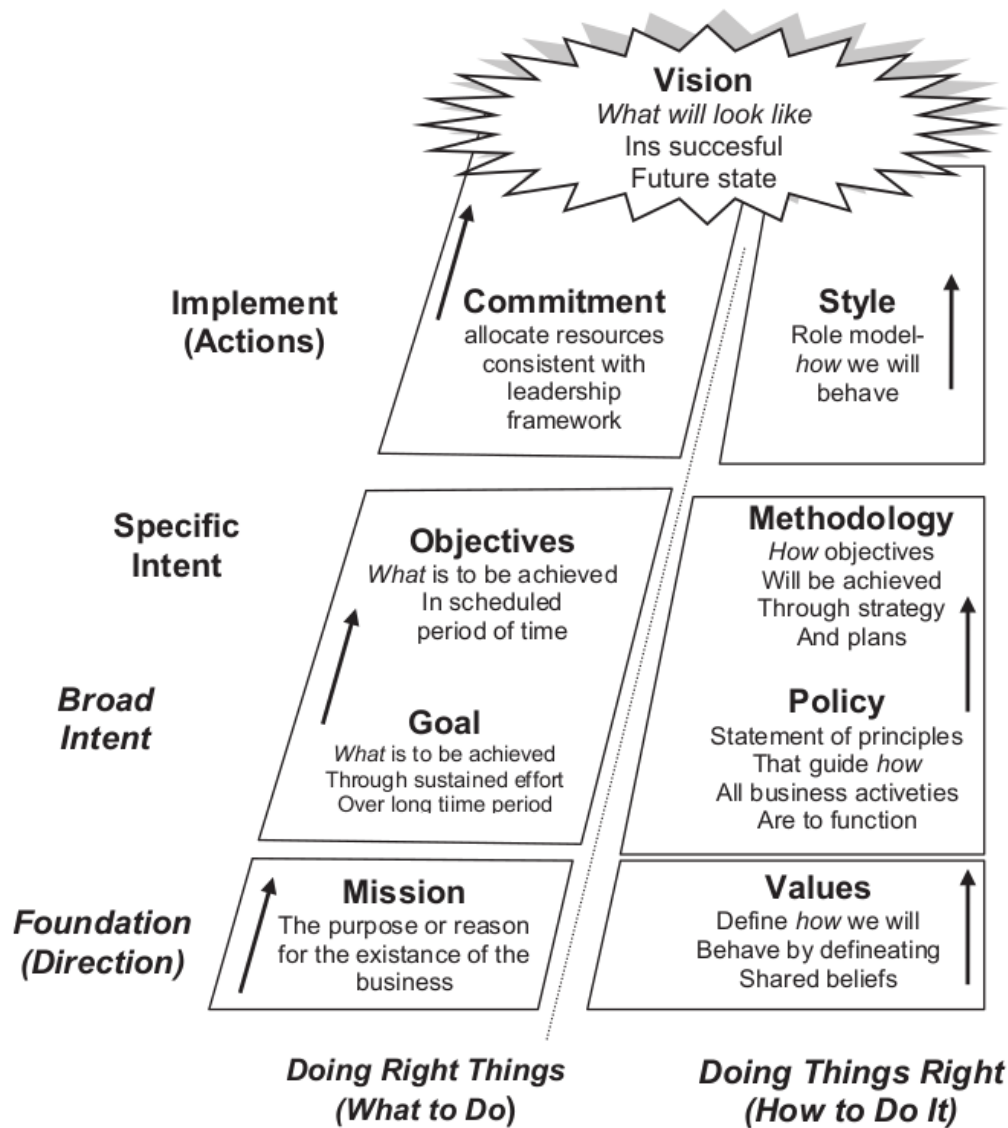 Vision
What will look like
Ins succesful
Future state
Implement
(Actions)
Commitment
allocate resources
consistent with
leadership
framework
Style
Role model-
how we will
behave
Specific
Intent
Objectives
What is to be achieved
In scheduled
period of time
Methodology
How objectives
Will be achieved
Through strategy
And plans
Broad
Intent
Goal
What is to be achieved
Through sustained effort
Over long tiime period
Policy
Statement of principles
That guide how
All business activeties
Are to function
Foundation
(Direction)
Mission
The purpose or reason
for the existance of the
business
Values
Define how we will
Behave by defineating
Shared beliefs
Doing Right Things
(What to Do)
Doing Things Right
(How to Do It)